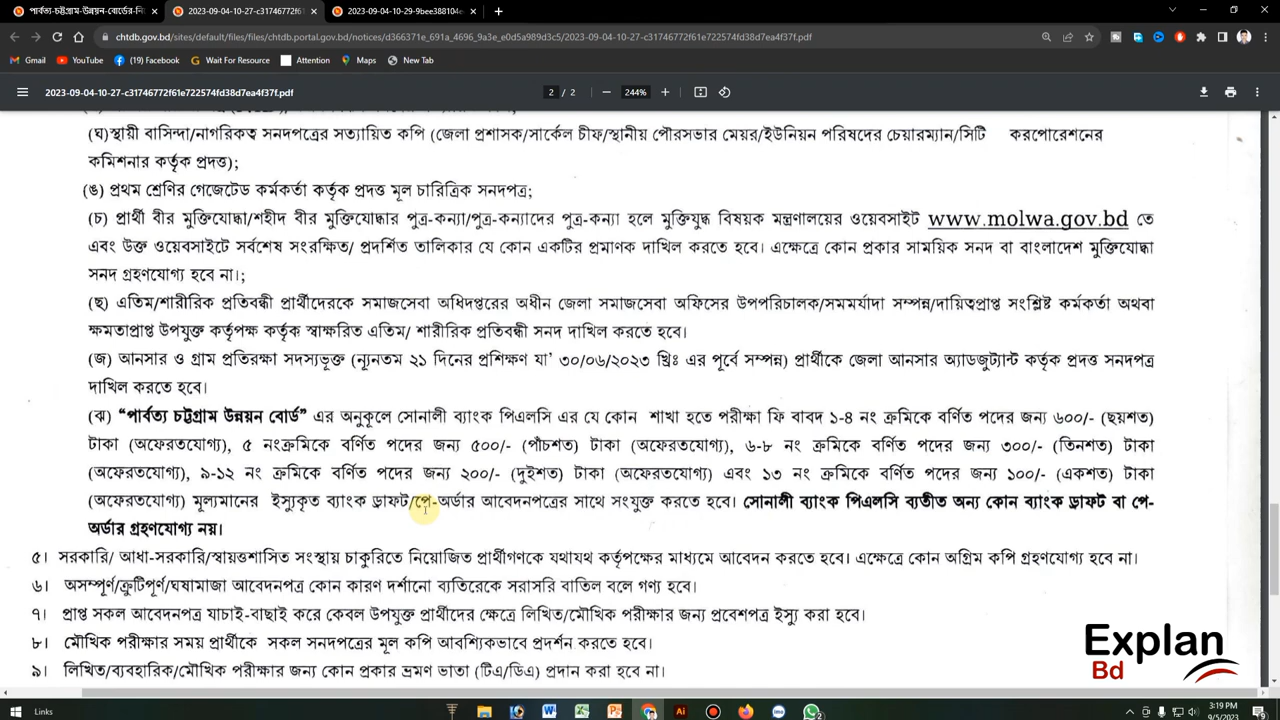 পার্বত্য-চট্টগ্রাম-উন্নয়ন-বোর্ডের-নি
2023-09-04-10-27-c31746772f61
2023-09-04-10-29-9bee388104e
chtdb.gov.bd/sites/default/files/files/chtdb.portal.gov.bd/notices/d366371e_691a_4696_9a3e_e0d5a989d3c5/2023-09-04-10-27-c31746772f61e722574fd38d7ea4f37f.pdf
Gmail YouTube (19) Facebook Wait For Resource Attention Maps New Tab
2023-09-04-10-27-c31746772f61e722574fd38d7ea4f37f.pdf 2 / 2 244%
(ঘ)স্থায়ী বাসিন্দা/নাগরিকত্ব সনদপত্রের সত্যায়িত কপি (জেলা প্রশাসক/সার্কেল চীফ/স্থানীয় পৌরসভার মেয়র/ইউনিয়ন পরিষদের চেয়ারম্যান/সিটি করপোরেশনের
কমিশনার কর্তৃক প্রদত্ত);
(ঙ) প্রথম শ্রেণির গেজেটেড কর্মকর্তা কর্তৃক প্রদত্ত মূল চারিত্রিক সনদপত্র;
(চ) প্রার্থী বীর মুক্তিযোদ্ধা/শহীদ বীর মুক্তিযোদ্ধার পুত্র-কন্যা/পুত্র-কন্যাদের পুত্র-কন্যা হলে মুক্তিযুদ্ধ বিষয়ক মন্ত্রণালয়ের ওয়েবসাইট www.molwa.gov.bd তে
এবং উক্ত ওয়েবসাইটে সর্বশেষ সংরক্ষিত/ প্রদর্শিত তালিকার যে কোন একটির প্রমাণক দাখিল করতে হবে। এক্ষেত্রে কোন প্রকার সাময়িক সনদ বা বাংলাদেশ মুক্তিযোদ্ধা
সনদ গ্রহণযোগ্য হবে না।;
(ছ) এতিম/শারীরিক প্রতিবন্ধী প্রার্থীদেরকে সমাজসেবা অধিদপ্তরের অধীন জেলা সমাজসেবা অফিসের উপপরিচালক/সমমর্যাদা সম্পন্ন/দায়িত্বপ্রাপ্ত সংশ্লিষ্ট কর্মকর্তা অথবা
ক্ষমতাপ্রাপ্ত উপযুক্ত কর্তৃপক্ষ কর্তৃক স্বাক্ষরিত এতিম/ শারীরিক প্রতিবন্ধী সনদ দাখিল করতে হবে।
(জ) আনসার ও গ্রাম প্রতিরক্ষা সদস্যভূক্ত (ন্যূনতম ২১ দিনের প্রশিক্ষণ যা' ৩০/০৬/২০২৩ খ্রিঃ এর পূর্বে সম্পন্ন) প্রার্থীকে জেলা আনসার অ্যাডজুট্যান্ট কর্তৃক প্রদত্ত সনদপত্র
দাখিল করতে হবে।
(ঝ) “পার্বত্য চট্টগ্রাম উন্নয়ন বোর্ড” এর অনুকূলে সোনালী ব্যাংক পিএলসি এর যে কোন শাখা হতে পরীক্ষা ফি বাবদ ১-৪ নং ক্রমিকে বর্ণিত পদের জন্য ৬০০/- (ছয়শত)
টাকা (অফেরতযোগ্য), ৫ নংক্রমিকে বর্ণিত পদের জন্য ৫০০/- (পাঁচশত) টাকা (অফেরতযোগ্য), ৬-৮ নং ক্রমিকে বর্ণিত পদের জন্য ৩০০/- (তিনশত) টাকা
(অফেরতযোগ্য), ৯-১২ নং ক্রমিকে বর্ণিত পদের জন্য ২০০/- (দুইশত) টাকা (অফেরতযোগ্য) এবং ১৩ নং ক্রমিকে বর্ণিত পদের জন্য ১০০/- (একশত) টাকা
(অফেরতযোগ্য) মূল্যমানের ইস্যুকৃত ব্যাংক ড্রাফট/পে-অর্ডার আবেদনপত্রের সাথে সংযুক্ত করতে হবে। সোনালী ব্যাংক পিএলসি ব্যতীত অন্য কোন ব্যাংক ড্রাফট বা পে-
অর্ডার গ্রহণযোগ্য নয়।
৫। সরকারি/ আধা-সরকারি/স্বায়ত্তশাসিত সংস্থায় চাকুরিতে নিয়োজিত প্রার্থীগণকে যথাযথ কর্তৃপক্ষের মাধ্যমে আবেদন করতে হবে। এক্ষেত্রে কোন অগ্রিম কপি গ্রহণযোগ্য হবে না।
৬। অসম্পূর্ণ/ত্রুটিপূর্ণ/ঘষামাজা আবেদনপত্র কোন কারণ দর্শানো ব্যতিরেকে সরাসরি বাতিল বলে গণ্য হবে।
৭। প্রাপ্ত সকল আবেদনপত্র যাচাই-বাছাই করে কেবল উপযুক্ত প্রার্থীদের ক্ষেত্রে লিখিত/মৌখিক পরীক্ষার জন্য প্রবেশপত্র ইস্যু করা হবে।
৮। মৌখিক পরীক্ষার সময় প্রার্থীকে সকল সনদপত্রের মূল কপি আবশ্যিকভাবে প্রদর্শন করতে হবে।
৯। লিখিত/ব্যবহারিক/মৌখিক পরীক্ষার জন্য কোন প্রকার ভ্রমণ ভাতা (টিএ/ডিএ) প্রদান করা হবে না।
Explan
Bd
Links
3:19 PM
9/5/2023